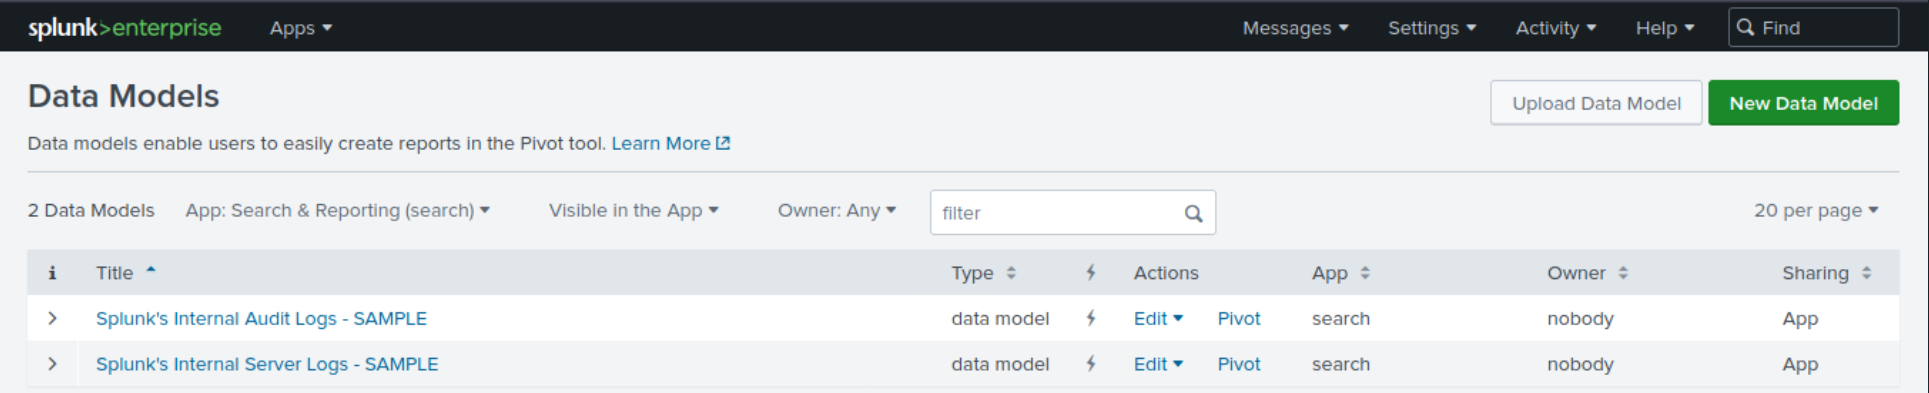 splunk>enterprise Apps Messages Settings Activity Help Find
Data Models Upload Data Model New Data Model
Data models enable users to easily create reports in the Pivot tool. Learn More
2 Data Models App: Search & Reporting (search) Visible in the App Owner: Any filter 20 per page
i Title Type Actions App Owner Sharing
Splunk's Internal Audit Logs - SAMPLE data model Edit Pivot search nobody App
Splunk's Internal Server Logs - SAMPLE data model Edit Pivot search nobody App